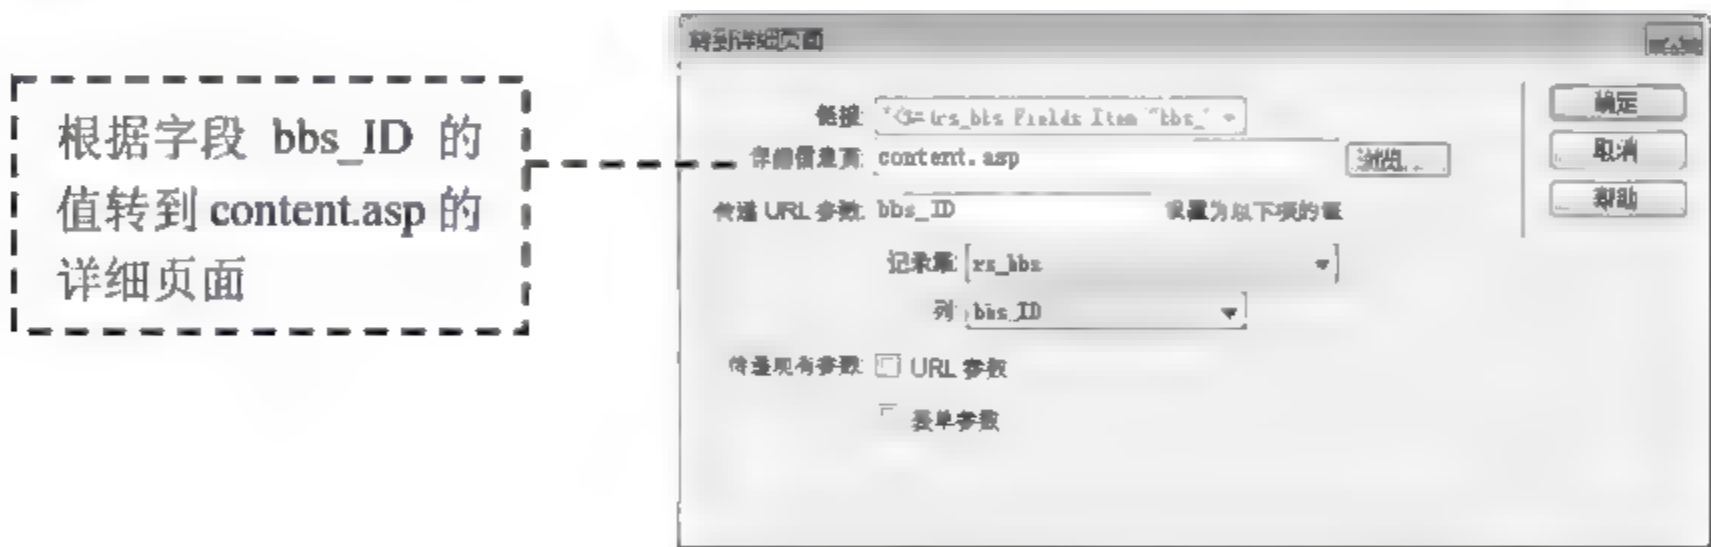 根据字段 bbs_ID 的
值转到 content.asp 的
详细页面
转到详细页面
链接:
确定
详细信息页: content.asp 浏览...
取消
传递 URL 参数: bbs_ID 设置为以下项的值
帮助
记录集: rs_bbs
列: bbs_ID
传递现有参数: URL 参数
表单参数